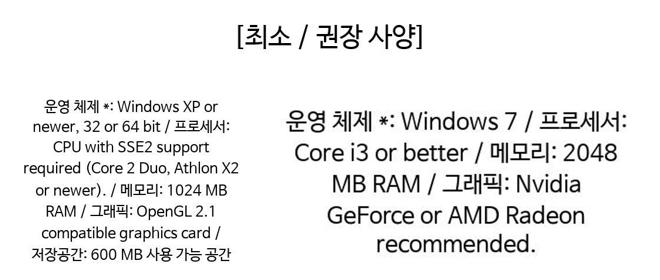 [최소 / 권장 사양]
운영 체제 *: Windows XP or
newer, 32 or 64 bit / 프로세서:
CPU with SSE2 support
required (Core 2 Duo, Athlon X2
or newer). / 메모리: 1024 MB
RAM / 그래픽: OpenGL 2.1
compatible graphics card /
저장공간: 600 MB 사용 가능 공간
운영 체제 *: Windows 7 / 프로세서:
Core i3 or better / 메모리: 2048
MB RAM / 그래픽: Nvidia
GeForce or AMD Radeon
recommended.